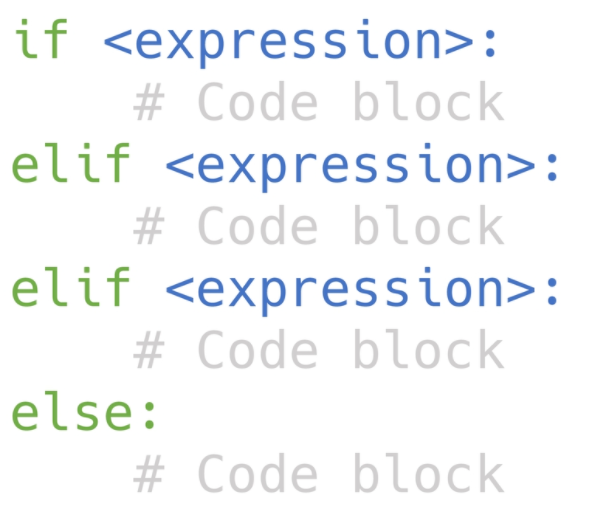 if <expression>:
    # Code block
elif <expression>:
    # Code block
elif <expression>:
    # Code block
else:
    # Code block